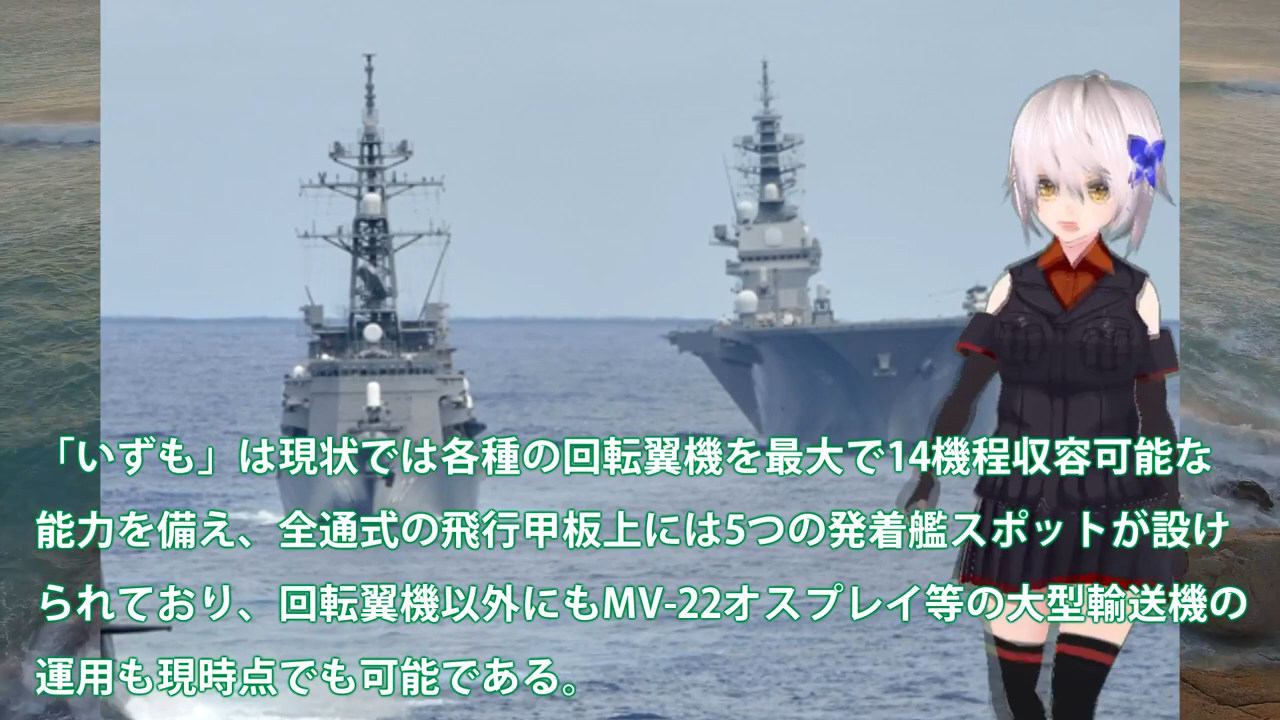 「いずも」は現状では各種の回転翼機を最大で14機程収容可能な
能力を備え、全通式の飛行甲板上には5つの発着艦スポットが設け
られており、回転翼機以外にもMV-22オスプレイ等の大型輸送機の
運用も現時点でも可能である。